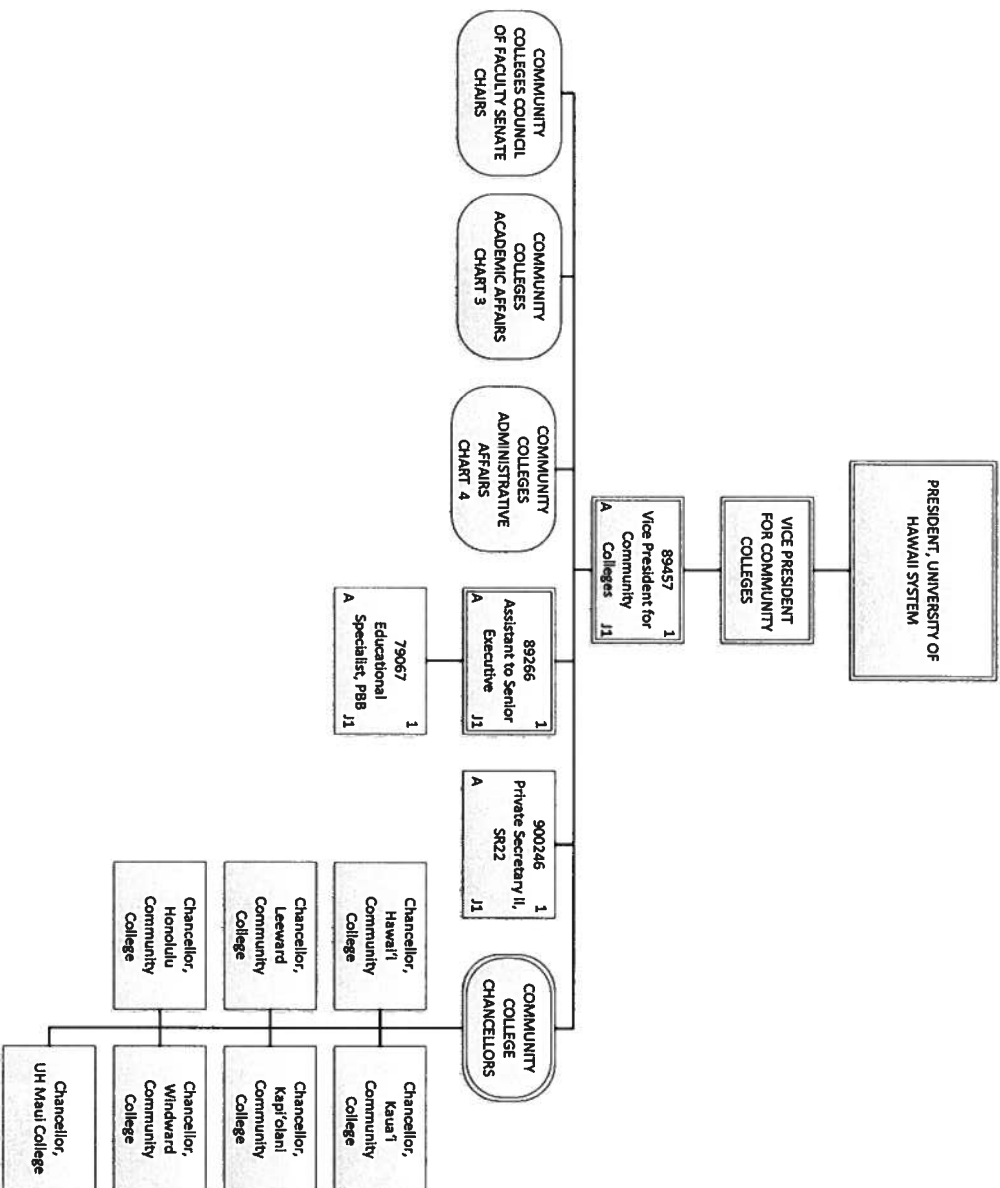 PRESIDENT, UNIVERSITY OF
HAWAII SYSTEM
VICE PRESIDENT
FOR COMMUNITY
COLLEGES
89457 1
Vice President for
Community
Colleges
A J1
COMMUNITY
COLLEGES COUNCIL
OF FACULTY SENATE
CHAIRS
COMMUNITY
COLLEGES
ACADEMIC AFFAIRS
CHART 3
COMMUNITY
COLLEGES
ADMINISTRATIVE
AFFAIRS
CHART 4
89266 1
Assistant to Senior
Executive
A J1
79067 1
Educational
Specialist, PBB
A J1
900246 1
Private Secretary II,
SR22
A J1
COMMUNITY
COLLEGE
CHANCELLORS
Chancellor,
Hawai'i
Community
College
Chancellor,
Kaua'i
Community
College
Chancellor,
Leeward
Community
College
Chancellor,
Kapi'olani
Community
College
Chancellor,
Honolulu
Community
College
Chancellor,
Windward
Community
College
Chancellor,
UH Maui College